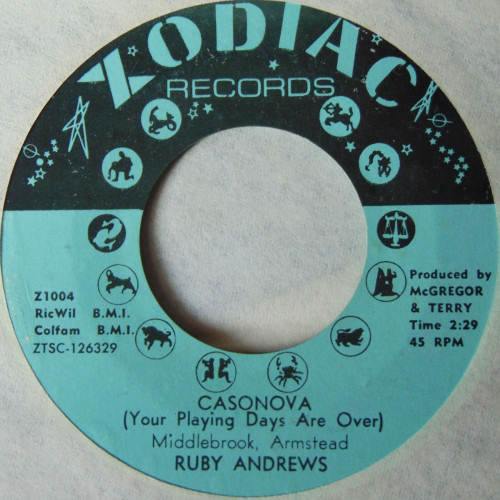 ZODIAC
RECORDS
Z1004
RicWil B.M.I.
Colfam B.M.I.
ZTSC-126329
Produced by
McGREGOR
& TERRY
Time 2:29
45 RPM
CASONOVA
(Your Playing Days Are Over)
Middlebrook, Armstead
RUBY ANDREWS